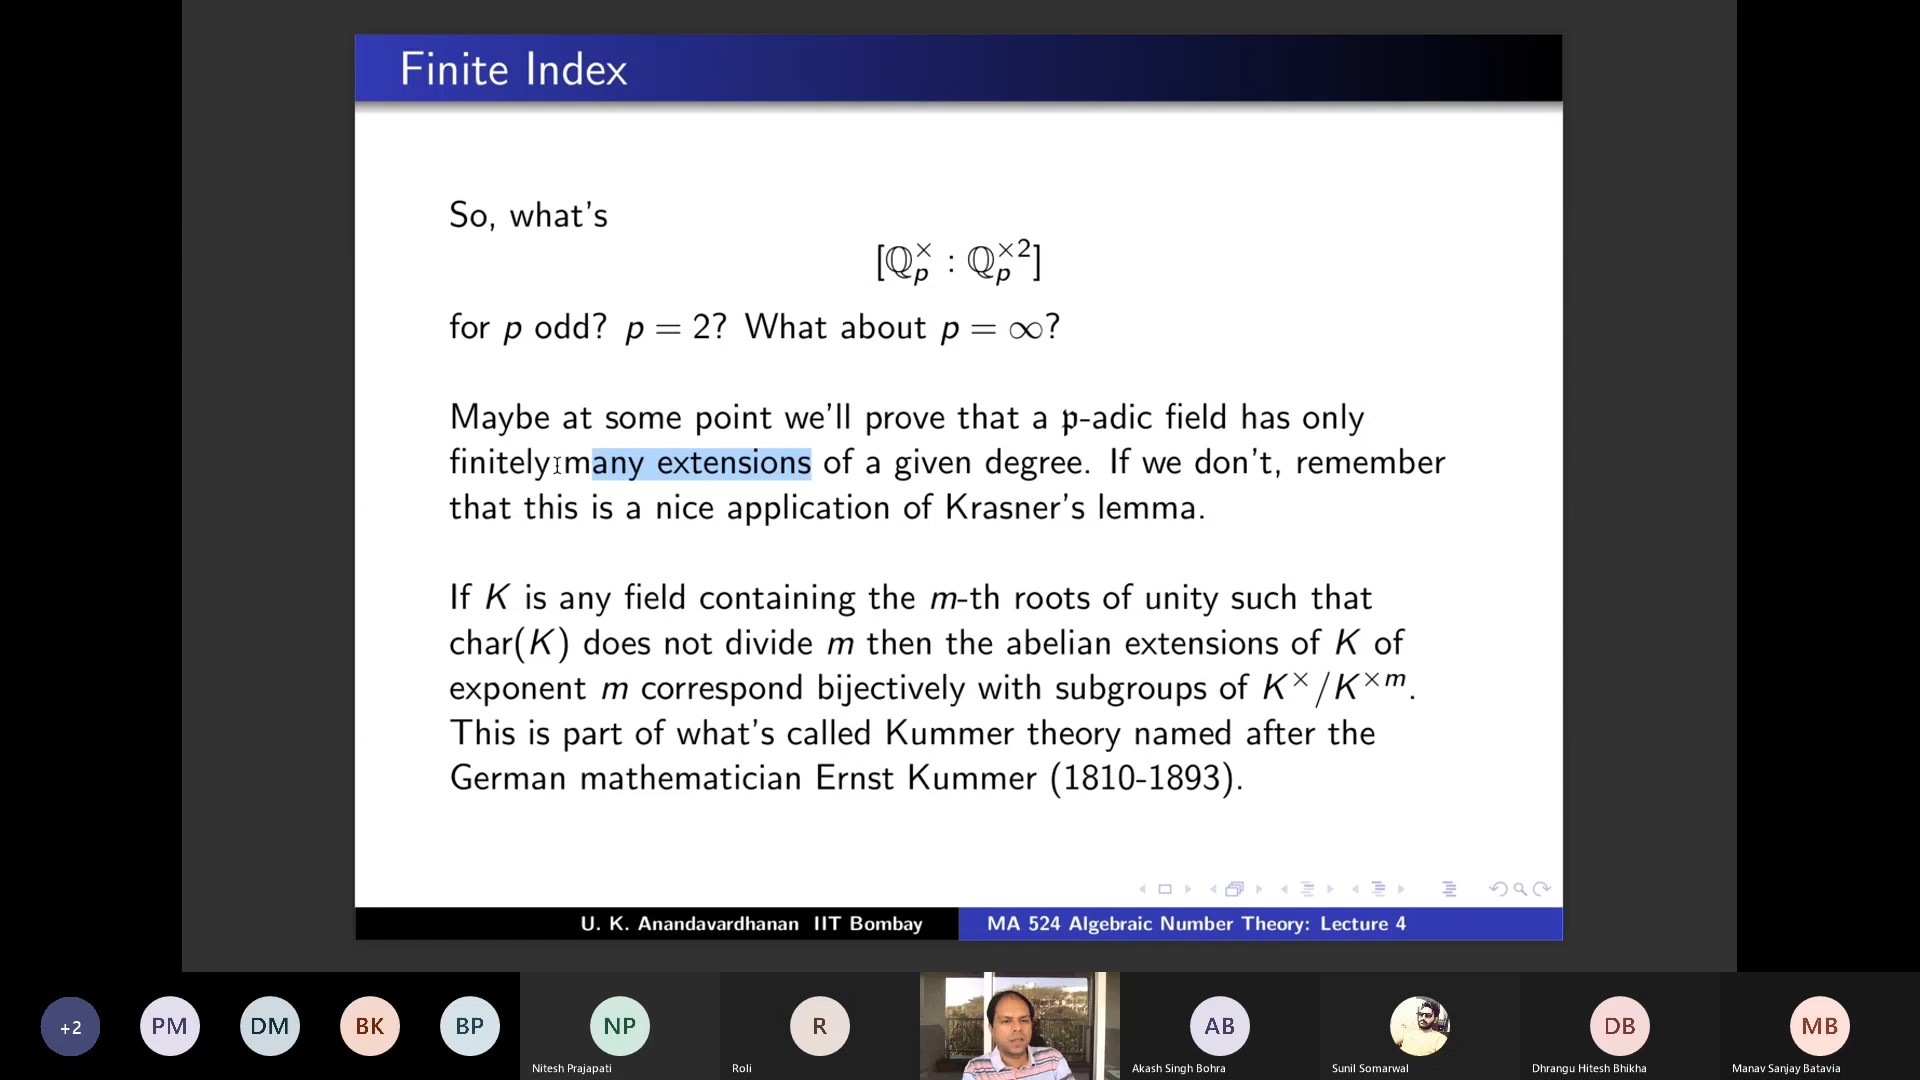 Finite Index
So, what's
[ℚ_p^× : ℚ_p^{×2}]
for p odd? p = 2? What about p = ∞?
Maybe at some point we'll prove that a 𝔭-adic field has only
finitely many extensions of a given degree. If we don't, remember
that this is a nice application of Krasner's lemma.
If K is any field containing the m-th roots of unity such that
char(K) does not divide m then the abelian extensions of K of
exponent m correspond bijectively with subgroups of K^×/K^{×m}.
This is part of what's called Kummer theory named after the
German mathematician Ernst Kummer (1810-1893).
U. K. Anandavardhanan IIT Bombay
MA 524 Algebraic Number Theory: Lecture 4
+2
PM
DM
BK
BP
NP
R
AB
DB
MB
Nitesh Prajapati
Roli
Akash Singh Bohra
Sunil Somarwal
Dhrangu Hitesh Bhikha
Manav Sanjay Batavia